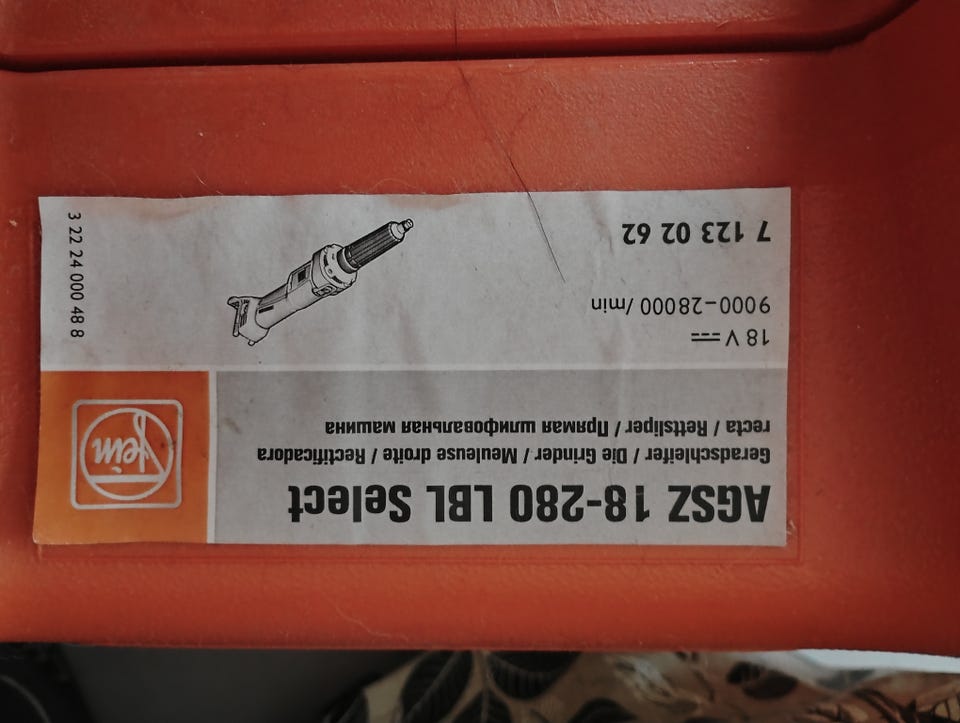 AGSZ 18-280 LBL Select
Geradschleifer / Die Grinder / Meuleuse droite / Rectificadora
recta / Rettsliper / Прямая шлифовальная машина
Fein
18 V
9000–28000 /min
7 123 02 62
3 22 24 000 48 8